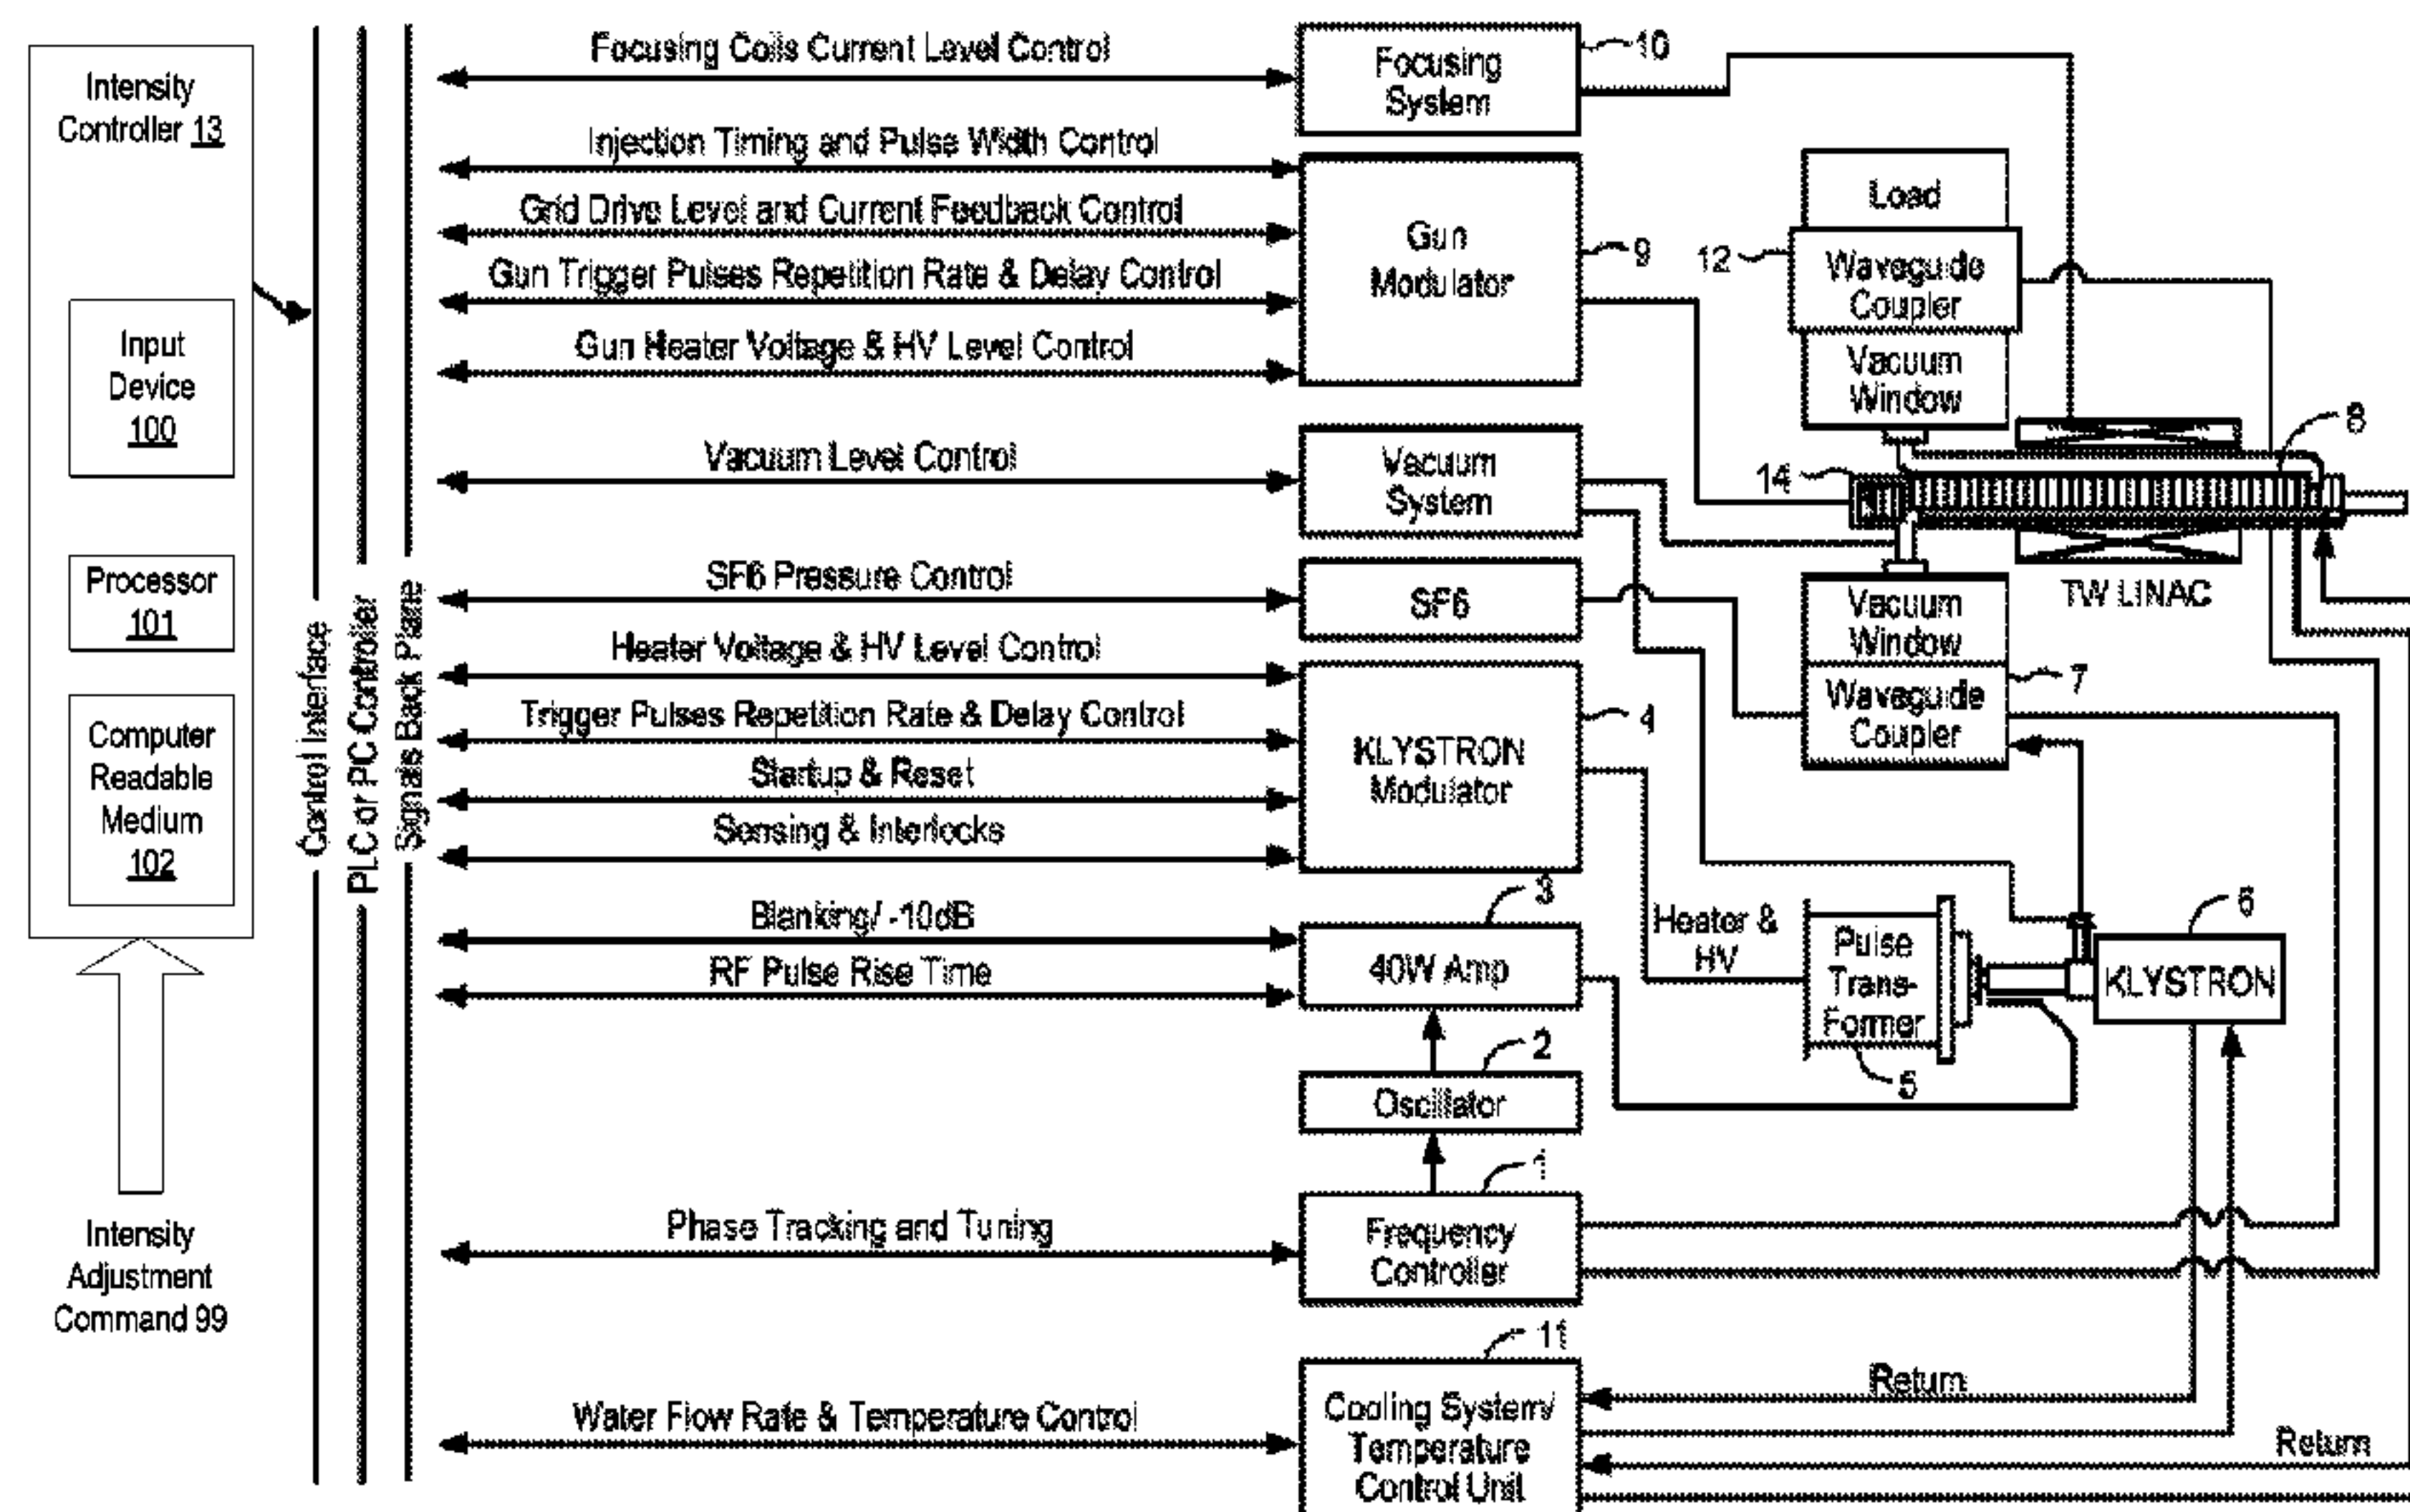 Intensity
Controller 13
Input
Device
100
Processor
101
Computer
Readable
Medium
102
Intensity
Adjustment
Command 99
Control Interface
PLC or PC Controller
Signals Back Plane
Focusing Coils Current Level Control
Injection Timing and Pulse Width Control
Grid Drive Level and Current Feedback Control
Gun Trigger Pulses Repetition Rate & Delay Control
Gun Heater Voltage & HV Level Control
Vacuum Level Control
SF6 Pressure Control
Heater Voltage & HV Level Control
Trigger Pulses Repetition Rate & Delay Control
Startup & Reset
Sensing & Interlocks
Blanking/ -10dB
RF Pulse Rise Time
Phase Tracking and Tuning
Water Flow Rate & Temperature Control
Focusing
System
10
Gun
Modulator
9
Vacuum
System
SF6
KLYSTRON
Modulator
4
3
40W Amp
2
Oscillator
1
Frequency
Controller
11
Cooling System/
Temperature
Control Unit
Load
12
Waveguide
Coupler
Vacuum
Window
8
14
TW LINAC
Vacuum
Window
7
Waveguide
Coupler
Heater &
HV
Pulse
Trans-
Former
5
6
KLYSTRON
Return
Return